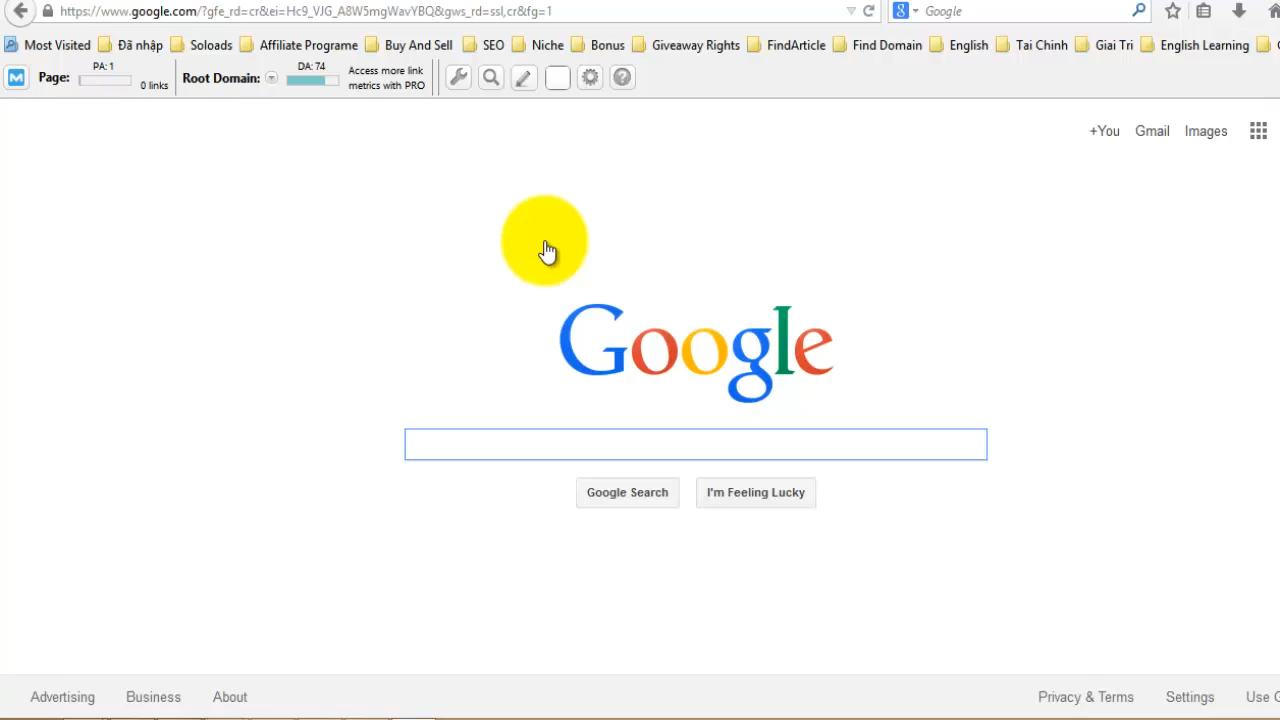 https://www.google.com/?gfe_rd=cr&ei=Hc9_VJG_A8W5mgWavYBQ&gws_rd=ssl,cr&fg=1 Google
Most Visited Đã nhập Soloads Affiliate Programe Buy And Sell SEO Niche Bonus Giveaway Rights FindArticle Find Domain English Tai Chinh Giai Tri English Learning
Page: PA: 1 0 links Root Domain: DA: 74 Access more link metrics with PRO
+You Gmail Images
Google
Google Search I'm Feeling Lucky
Advertising Business About Privacy & Terms Settings Use G